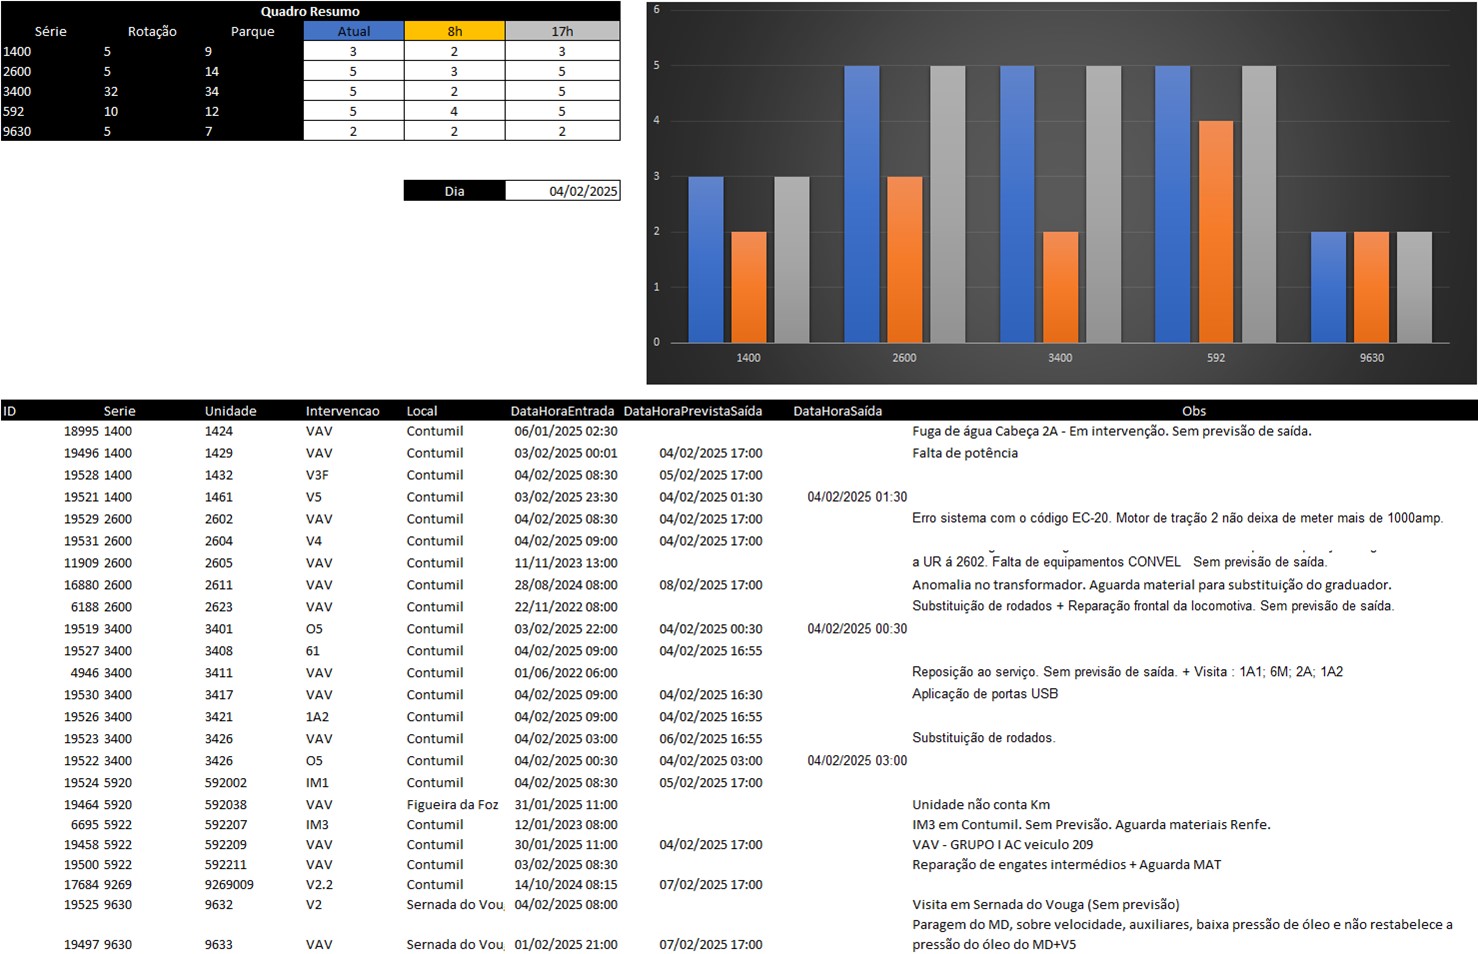 Quadro Resumo
Série Rotação Parque Atual 8h 17h
1400 5 9 3 2 3
2600 5 14 5 3 5
3400 32 34 5 2 5
592 10 12 5 4 5
9630 5 7 2 2 2
Dia 04/02/2025
6
5
4
3
2
1
0
1400 2600 3400 592 9630
ID Serie Unidade Intervencao Local DataHoraEntrada DataHoraPrevistaSaída DataHoraSaída Obs
18995 1400 1424 VAV Contumil 06/01/2025 02:30 Fuga de água Cabeça 2A - Em intervenção. Sem previsão de saída.
19496 1400 1429 VAV Contumil 03/02/2025 00:01 04/02/2025 17:00 Falta de potência
19528 1400 1432 V3F Contumil 04/02/2025 08:30 05/02/2025 17:00
19521 1400 1461 V5 Contumil 03/02/2025 23:30 04/02/2025 01:30 04/02/2025 01:30
19529 2600 2602 VAV Contumil 04/02/2025 08:30 04/02/2025 17:00 Erro sistema com o código EC-20. Motor de tração 2 não deixa de meter mais de 1000amp.
19531 2600 2604 V4 Contumil 04/02/2025 09:00 04/02/2025 17:00
11909 2600 2605 VAV Contumil 11/11/2023 13:00 a UR á 2602. Falta de equipamentos CONVEL Sem previsão de saída.
16880 2600 2611 VAV Contumil 28/08/2024 08:00 08/02/2025 17:00 Anomalia no transformador. Aguarda material para substituição do graduador.
6188 2600 2623 VAV Contumil 22/11/2022 08:00 Substituição de rodados + Reparação frontal da locomotiva. Sem previsão de saída.
19519 3400 3401 O5 Contumil 03/02/2025 22:00 04/02/2025 00:30 04/02/2025 00:30
19527 3400 3408 61 Contumil 04/02/2025 09:00 04/02/2025 16:55
4946 3400 3411 VAV Contumil 01/06/2022 06:00 Reposição ao serviço. Sem previsão de saída. + Visita : 1A1; 6M; 2A; 1A2
19530 3400 3417 VAV Contumil 04/02/2025 09:00 04/02/2025 16:30 Aplicação de portas USB
19526 3400 3421 1A2 Contumil 04/02/2025 09:00 04/02/2025 16:55
19523 3400 3426 VAV Contumil 04/02/2025 03:00 06/02/2025 16:55 Substituição de rodados.
19522 3400 3426 O5 Contumil 04/02/2025 00:30 04/02/2025 03:00 04/02/2025 03:00
19524 5920 592002 IM1 Contumil 04/02/2025 08:30 05/02/2025 17:00
19464 5920 592038 VAV Figueira da Foz 31/01/2025 11:00 Unidade não conta Km
6695 5922 592207 IM3 Contumil 12/01/2023 08:00 IM3 em Contumil. Sem Previsão. Aguarda materiais Renfe.
19458 5922 592209 VAV Contumil 30/01/2025 11:00 04/02/2025 17:00 VAV - GRUPO I AC veiculo 209
19500 5922 592211 VAV Contumil 03/02/2025 08:30 Reparação de engates intermédios + Aguarda MAT
17684 9269 9269009 V2.2 Contumil 14/10/2024 08:15 07/02/2025 17:00
19525 9630 9632 V2 Sernada do Vou 04/02/2025 08:00 Visita em Sernada do Vouga (Sem previsão)
Paragem do MD, sobre velocidade, auxiliares, baixa pressão de óleo e não restabelece a
19497 9630 9633 VAV Sernada do Vou 01/02/2025 21:00 07/02/2025 17:00 pressão do óleo do MD+V5